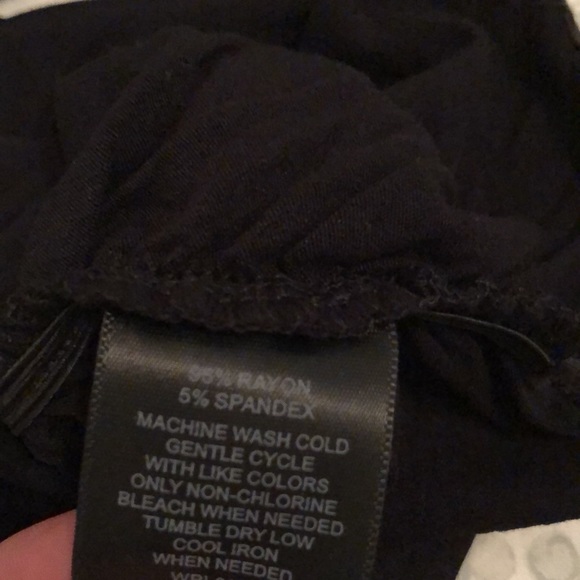 95% RAYON
5% SPANDEX
MACHINE WASH COLD
GENTLE CYCLE
WITH LIKE COLORS
ONLY NON-CHLORINE
BLEACH WHEN NEEDED
TUMBLE DRY LOW
COOL IRON
WHEN NEEDED